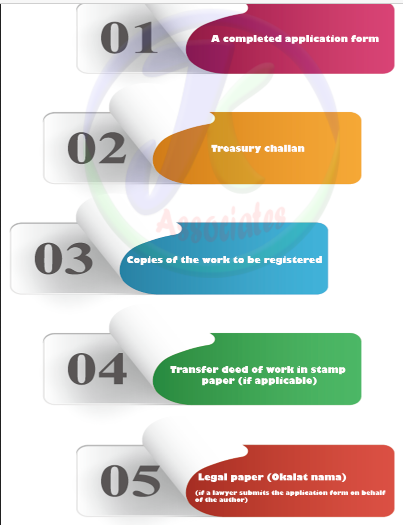 01
A completed application form
02
Treasury challan
Associates
03
Copies of the work to be registered
04
Transfer deed of work in stamp
paper (if applicable)
05
Legal paper (Okalat nama)
(if a lawyer submits the application form on behalf
of the author)